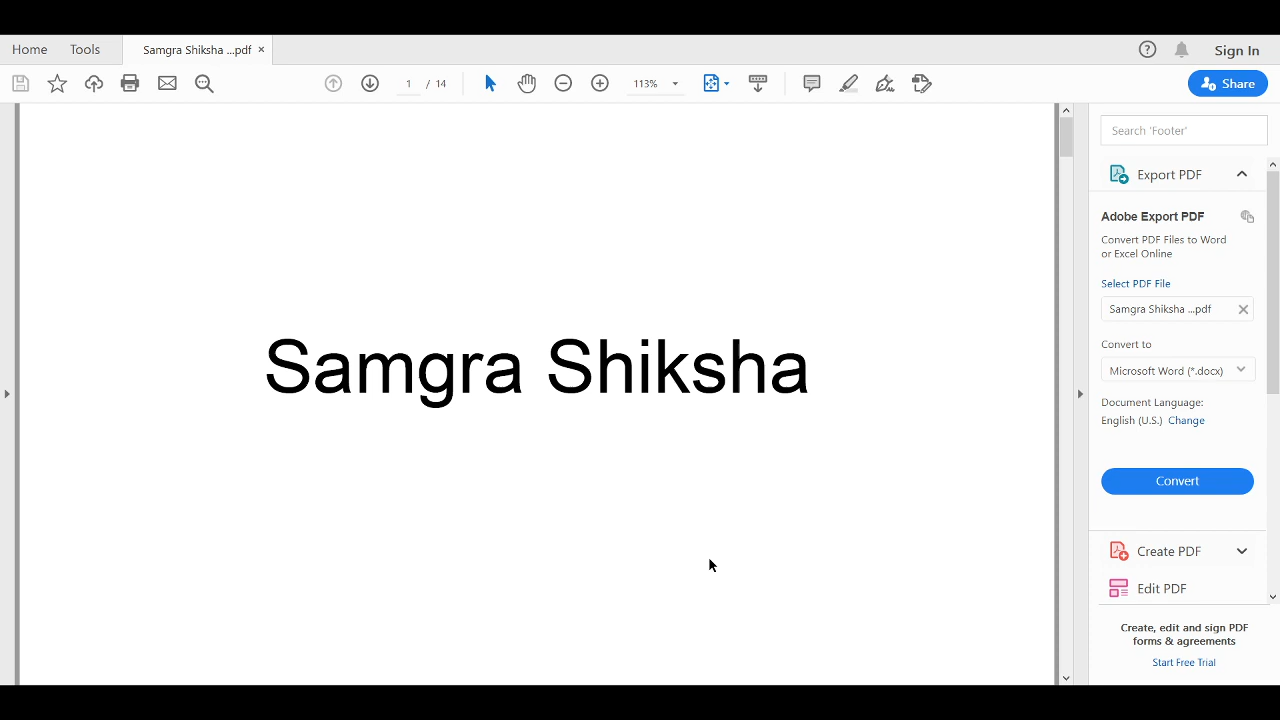 Home Tools Samgra Shiksha ...pdf × Sign In
1 / 14 113% Share
Search 'Footer'
Export PDF
Adobe Export PDF
Convert PDF Files to Word
or Excel Online
Select PDF File
Samgra Shiksha ...pdf
Convert to
Microsoft Word (*.docx)
Document Language:
English (U.S.) Change
Convert
Create PDF
Edit PDF
Create, edit and sign PDF
forms & agreements
Start Free Trial
Samgra Shiksha